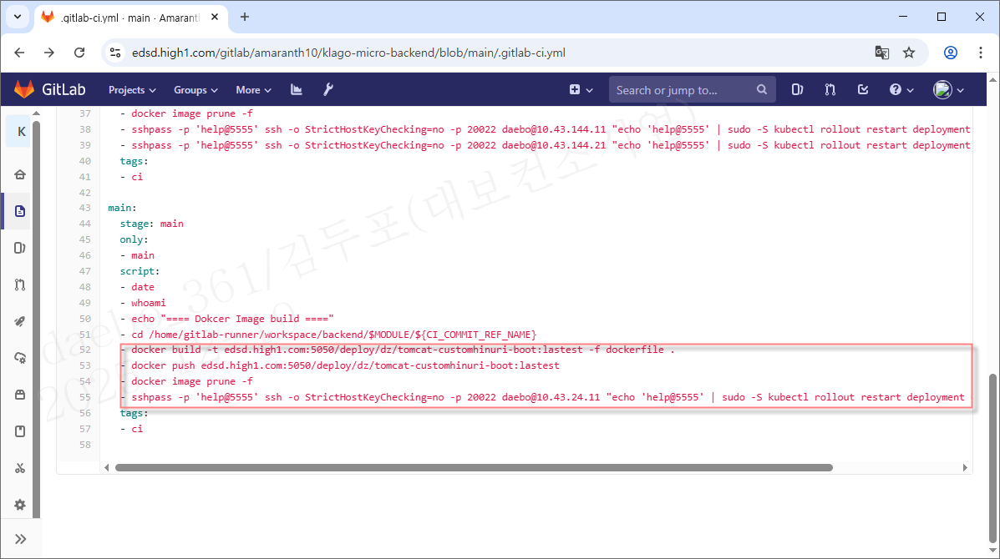 .gitlab-ci.yml · main · Amaranth
edsd.high1.com/gitlab/amaranth10/klago-micro-backend/blob/main/.gitlab-ci.yml
GitLab Projects Groups More Search or jump to...
K
37 - docker image prune -f
38 - sshpass -p 'help@5555' ssh -o StrictHostKeyChecking=no -p 20022 daebo@10.43.144.11 "echo 'help@5555' | sudo -S kubectl rollout restart deployment
39 - sshpass -p 'help@5555' ssh -o StrictHostKeyChecking=no -p 20022 daebo@10.43.144.21 "echo 'help@5555' | sudo -S kubectl rollout restart deployment
40 tags:
41 - ci
42
43 main:
44 stage: main
45 only:
46 - main
47 script:
48 - date
49 - whoami
50 - echo "==== Dokcer Image build ===="
51 - cd /home/gitlab-runner/workspace/backend/$MODULE/${CI_COMMIT_REF_NAME}
52 - docker build -t edsd.high1.com:5050/deploy/dz/tomcat-customhinuri-boot:lastest -f dockerfile .
53 - docker push edsd.high1.com:5050/deploy/dz/tomcat-customhinuri-boot:lastest
54 - docker image prune -f
55 - sshpass -p 'help@5555' ssh -o StrictHostKeyChecking=no -p 20022 daebo@10.43.24.11 "echo 'help@5555' | sudo -S kubectl rollout restart deployment
56 tags:
57 - ci
58
daebo_361/김두포(대보컨소